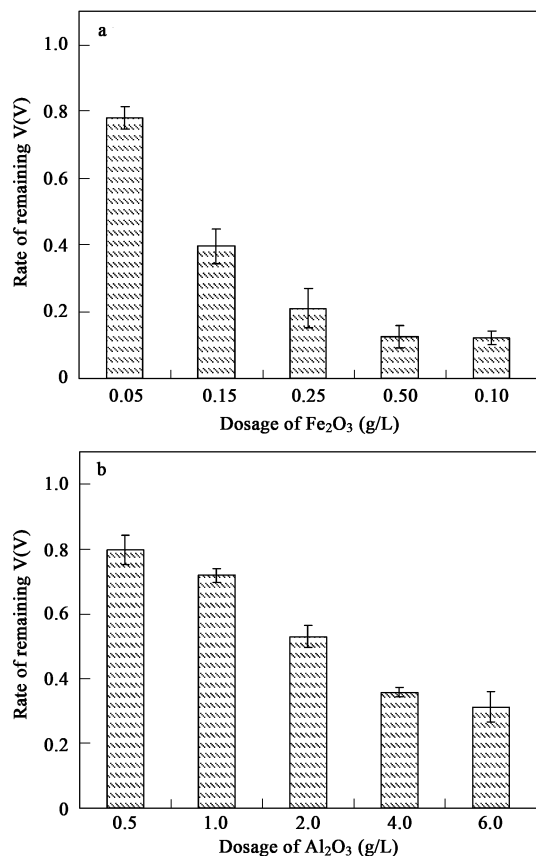 a
1.0
0.8
0.6
0.4
0.2
0
Rate of remaining V(V)
0.05 0.15 0.25 0.50 0.10
Dosage of Fe₂O₃ (g/L)
b
1.0
0.8
0.6
0.4
0.2
0
Rate of remaining V(V)
0.5 1.0 2.0 4.0 6.0
Dosage of Al₂O₃ (g/L)